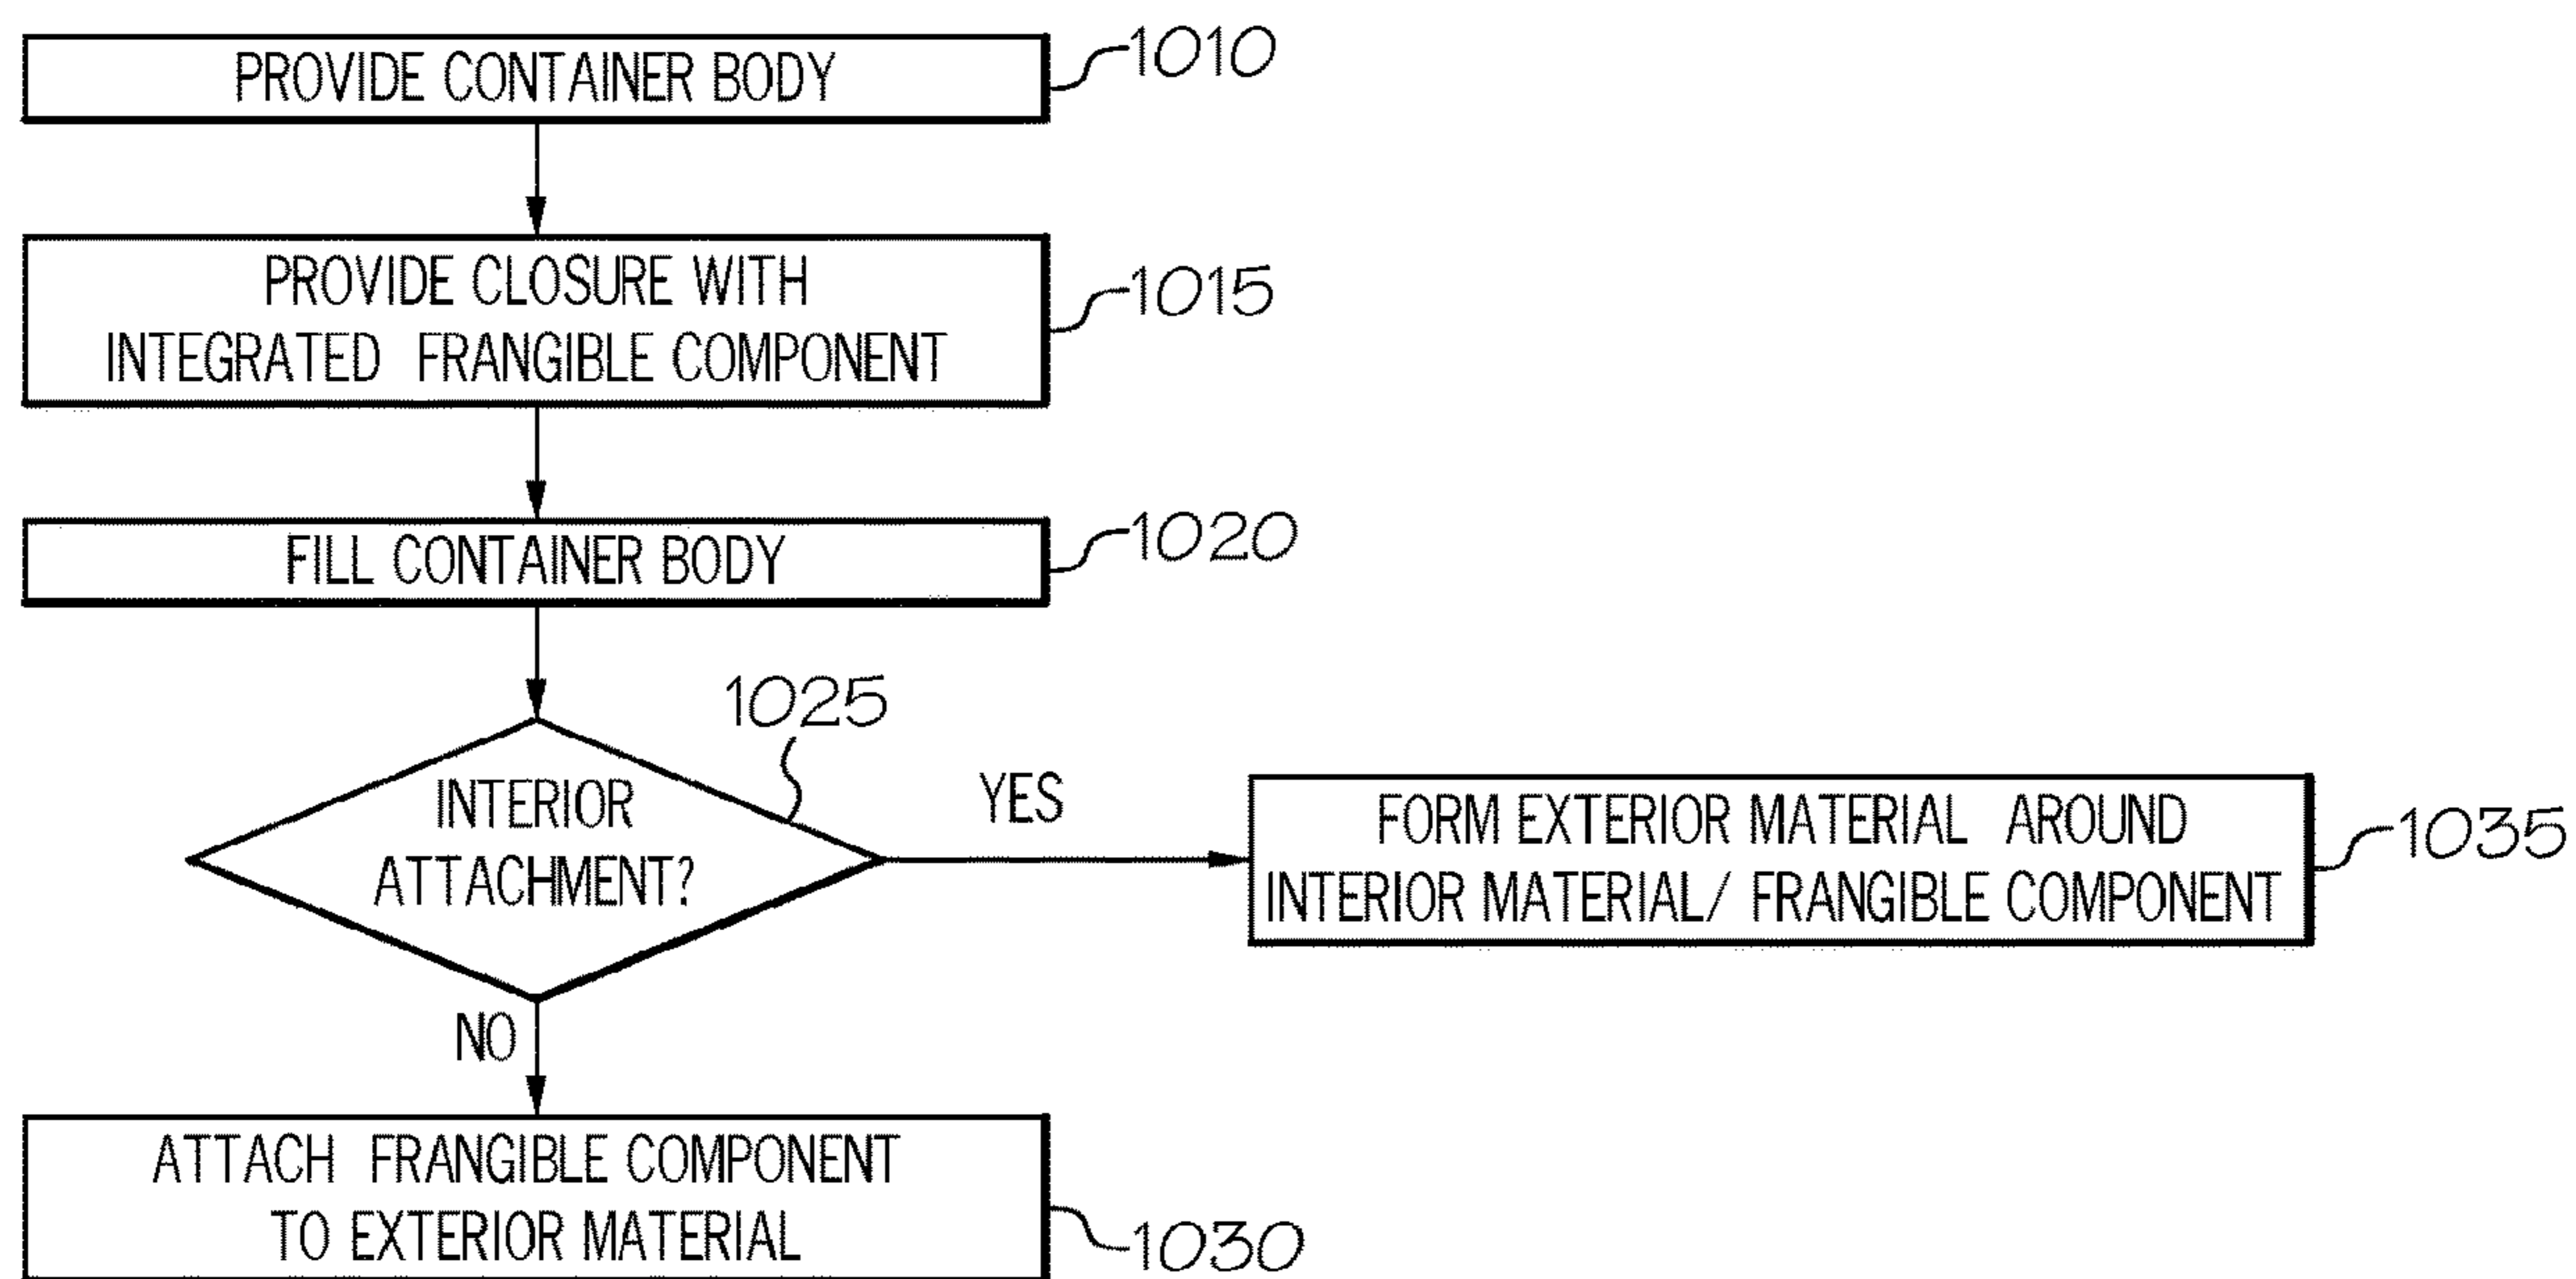 PROVIDE CONTAINER BODY
1010
PROVIDE CLOSURE WITH
INTEGRATED FRANGIBLE COMPONENT
1015
FILL CONTAINER BODY
1020
1025
INTERIOR
ATTACHMENT?
YES
FORM EXTERIOR MATERIAL AROUND
INTERIOR MATERIAL/ FRANGIBLE COMPONENT
1035
NO
ATTACH FRANGIBLE COMPONENT
TO EXTERIOR MATERIAL
1030